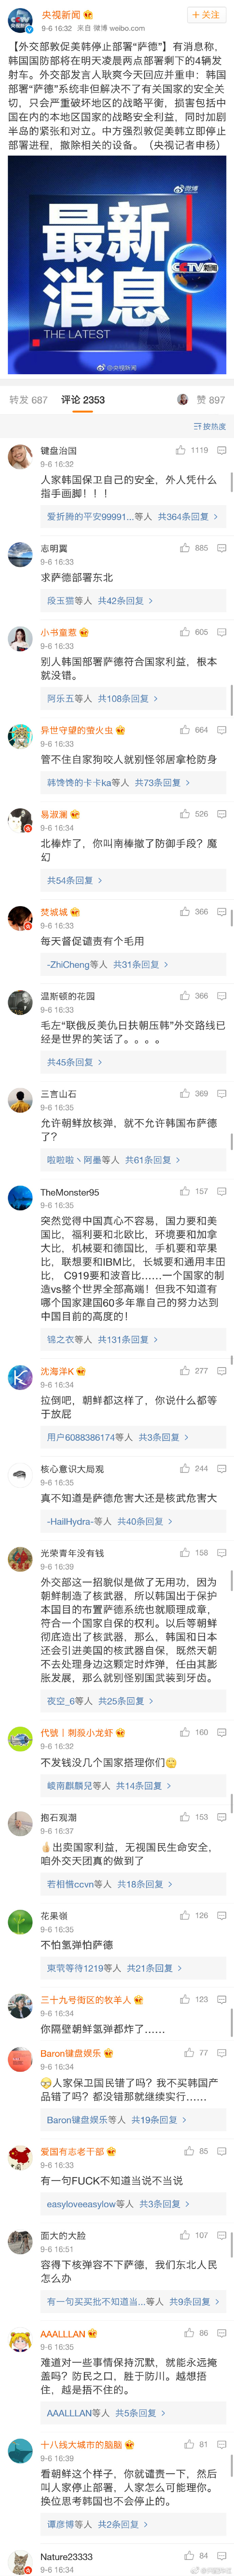 央视新闻
+关注
9-6 16:32 来自 微博 weibo.com
【外交部敦促美韩停止部署“萨德”】有消息称，
韩国国防部将在明天凌晨两点部署剩下的4辆发
射车。外交部发言人耿爽今天回应并重申：韩国
部署“萨德”系统非但解决不了有关国家的安全关
切，只会严重破坏地区的战略平衡，损害包括中
国在内的本地区国家的战略安全利益，同时加剧
半岛的紧张和对立。中方强烈敦促美韩立即停止
部署进程，撤除相关的设备。（央视记者申杨）
微博
最新
消息
CCTV新闻
THE LATEST
@央视新闻
转发 687 评论 2353 赞 897
按热度
键盘治国 1119
9-6 16:32
人家韩国保卫自己的安全，外人凭什么
指手画脚！！！
爱折腾的平安99991...等人 共364条回复 >
志明翼 885
9-6 16:33
求萨德部署东北
段玉猫等人 共42条回复 >
小书童惹 605
9-6 16:33
别人韩国部署萨德符合国家利益，根本
就没错。
阿乐五等人 共108条回复 >
异世守望的萤火虫 664
9-6 16:33
管不住自家狗咬人就别怪邻居拿枪防身
韩馋馋的卡卡ka等人 共73条回复 >
易淑澜 526
9-6 16:34
北棒炸了，你叫南棒撤了防御手段？魔
幻
共54条回复 >
焚城城 366
9-6 16:33
每天督促谴责有个毛用
-ZhiCheng等人 共31条回复 >
温斯顿的花园 366
9-6 16:33
毛左“联俄反美仇日扶朝压韩”外交路线已
经是世界的笑话了。。。。
共45条回复 >
三言山石 369
9-6 16:35
允许朝鲜放核弹，就不允许韩国布萨德
了？
啦啦啦丶阿墨等人 共61条回复 >
TheMonster95 157
9-6 16:35
突然觉得中国真心不容易，国力要和美
国比，福利要和北欧比，环境要和加拿
大比，机械要和德国比，手机要和苹果
比，联想要和IBM比，长城要和通用丰田
比， C919要和波音比……一个国家的制
造vs整个世界全部高端！但我不知道有
哪个国家建国60多年靠自己的努力达到
中国目前的高度的！
锦之衣等人 共131条回复 >
沈海洋K 277
9-6 16:34
拉倒吧，朝鲜都这样了，你说什么都等
于放屁
用户6088386174等人 共3条回复 >
核心意识大局观 244
9-6 16:34
真不知道是萨德危害大还是核武危害大
-HailHydra-等人 共40条回复 >
光荣青年没有钱 158
9-6 16:39
外交部这一招貌似是做了无用功，因为
朝鲜制造了核武器，所以韩国出于保护
本国目的布置萨德系统也就顺理成章，
符合一个国家自保的权利。以后等朝鲜
彻底造出了核武器，那么，韩国和日本
还会引进美国的核武器自保，既然天朝
不去处理身边这颗定时炸弹，任由其膨
胀发展，那么就别怪别国武装到牙齿。
夜空_6等人 共25条回复 >
代號丨刺殺小龙虾 160
9-6 16:32
不发钱没几个国家搭理你们
嵕南麒麟兒等人 共14条回复 >
抱石观潮 153
9-6 16:37
出卖国家利益，无视国民生命安全，
咱外交天团真的做到了
若相惜ccvn等人 共18条回复 >
花果嶺 126
9-6 16:35
不怕氢弹怕萨德
柬茕等待1219等人 共21条回复 >
三十九号街区的牧羊人 123
9-6 16:34
你隔壁朝鲜氢弹都炸了……
Baron键盘娱乐 77
9-6 16:34
人家保卫国民错了吗？我不买韩国产
品错了吗？都没错那就继续实行……
Baron键盘娱乐等人 共19条回复 >
爱国有志老干部 85
9-6 16:33
有一句FUCK不知道当说不当说
easyloveeasylow等人 共3条回复 >
面大的大脸 107
9-6 16:51
容得下核弹容不下萨德，我们东北人民
怎么办
有一句买买批不知道当...等人 共9条回复 >
AAALLLAN 86
9-6 16:35
难道对一些事情保持沉默，就能永远掩
盖吗？防民之口，胜于防川。越想捂
住，越是捂不住的。
AAALLLAN等人 共5条回复 >
十八线大城市的脑脑 81
9-6 16:39
看朝鲜这个样子，你就谴责一下，然后
叫人家停止部署，人家怎么可能理你。
换位思考韩国也不会停止的。
谭彦博等人 共2条回复 >
Nature23333 84
9-6 16:34